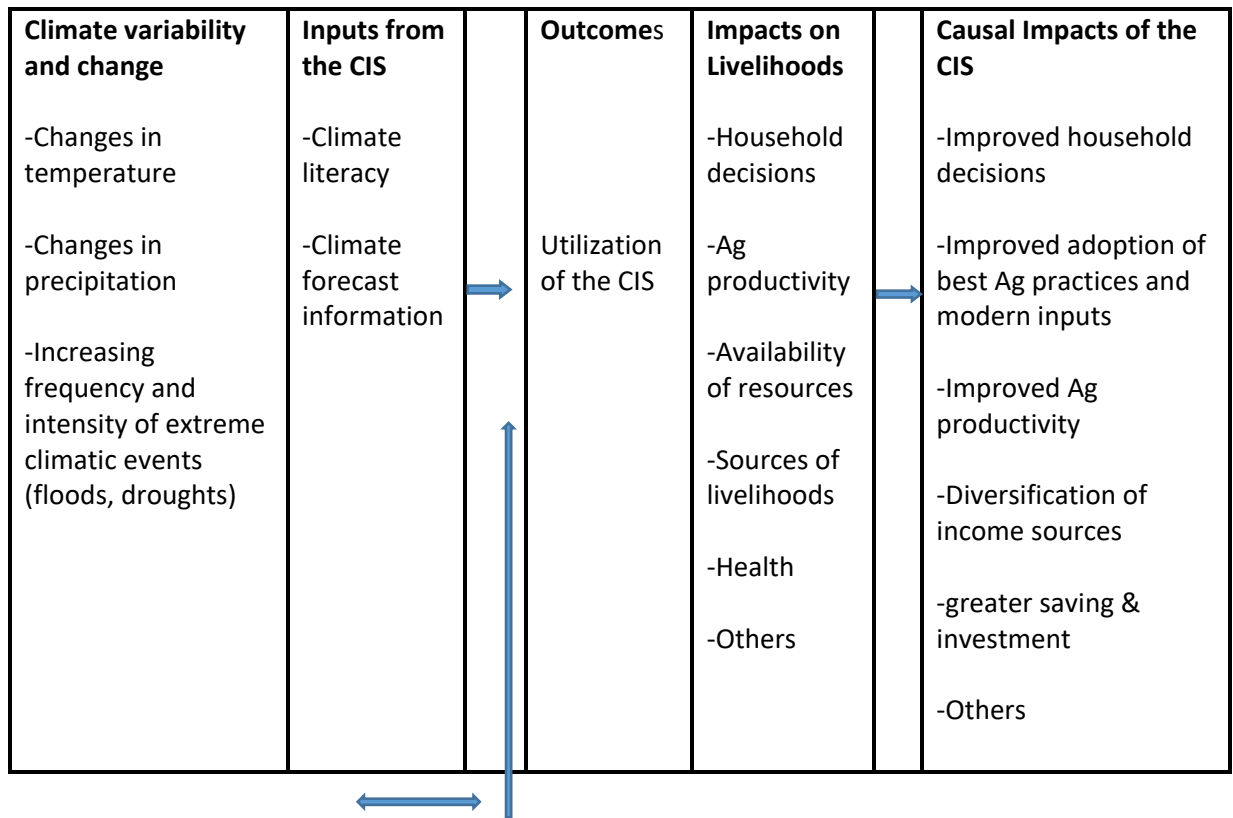 Climate variability
and change
-Changes in
temperature
-Changes in
precipitation
-Increasing
frequency and
intensity of extreme
climatic events
(floods, droughts)
Inputs from
the CIS
-Climate
literacy
-Climate
forecast
information
Outcomes
Utilization
of the CIS
Impacts on
Livelihoods
-Household
decisions
-Ag
productivity
-Availability
of resources
-Sources of
livelihoods
-Health
-Others
Causal Impacts of the
CIS
-Improved household
decisions
-Improved adoption of
best Ag practices and
modern inputs
-Improved Ag
productivity
-Diversification of
income sources
-greater saving &
investment
-Others